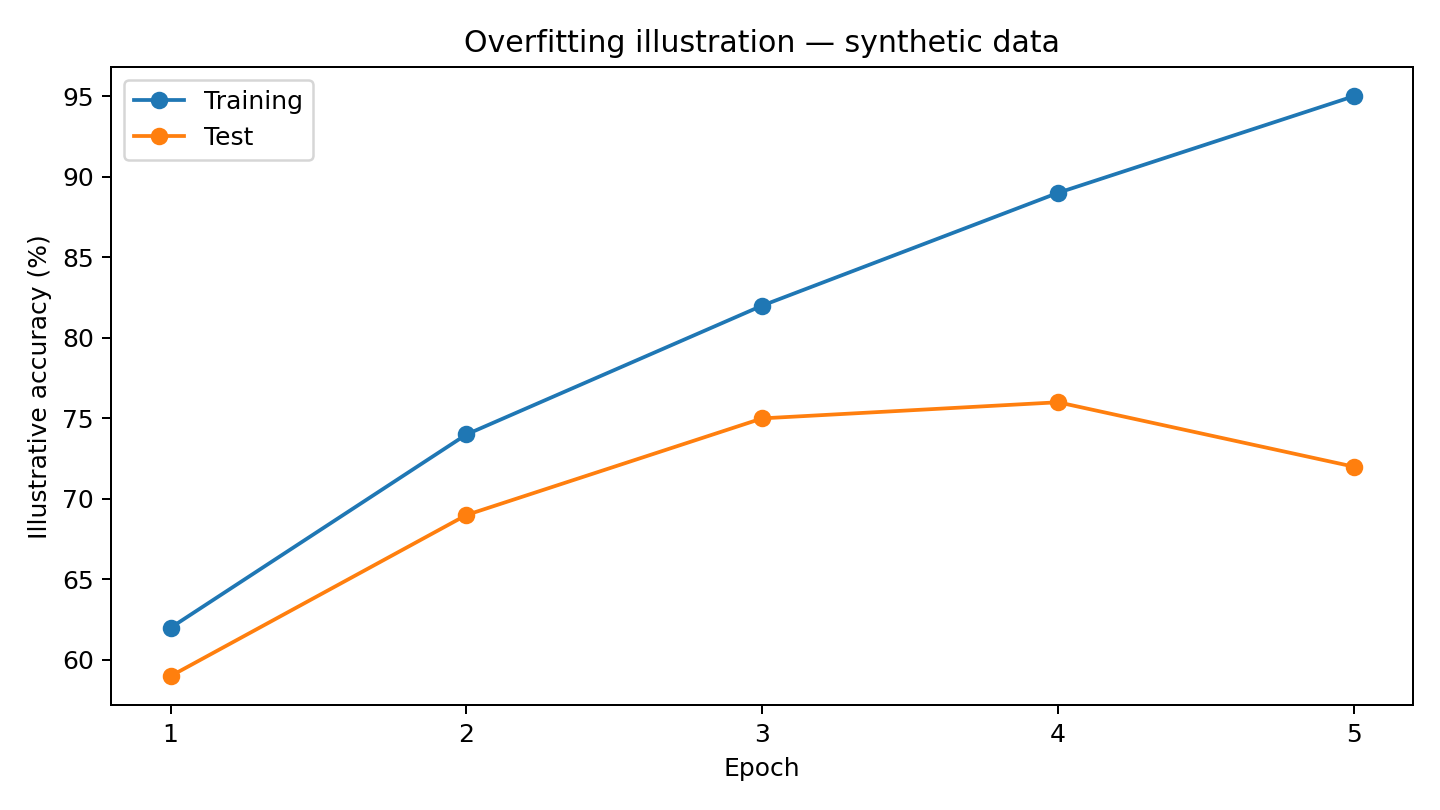 Overfitting illustration — synthetic data
Training
Test
Illustrative accuracy (%)
95
90
85
80
75
70
65
60
1 2 3 4 5
Epoch